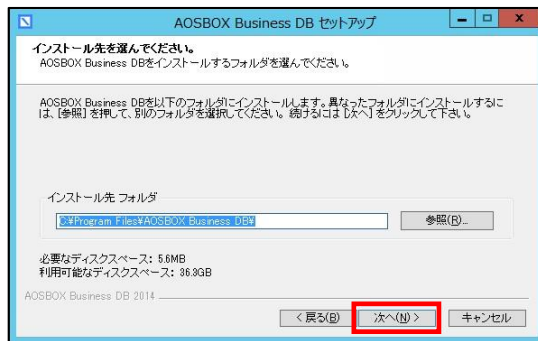 AOSBOX Business DB セットアップ
インストール先を選んでください。
AOSBOX Business DBをインストールするフォルダを選んでください。
AOSBOX Business DBを以下のフォルダにインストールします。異なったフォルダにインストールするに
は、[参照] を押して、別のフォルダを選択してください。続けるには [次へ] をクリックして下さい。
インストール先 フォルダ
C:¥Program Files¥AOSBOX Business DB¥
参照(R)...
必要なディスクスペース: 5.6MB
利用可能なディスクスペース: 36.3GB
AOSBOX Business DB 2014
< 戻る(B)
次へ(N) >
キャンセル